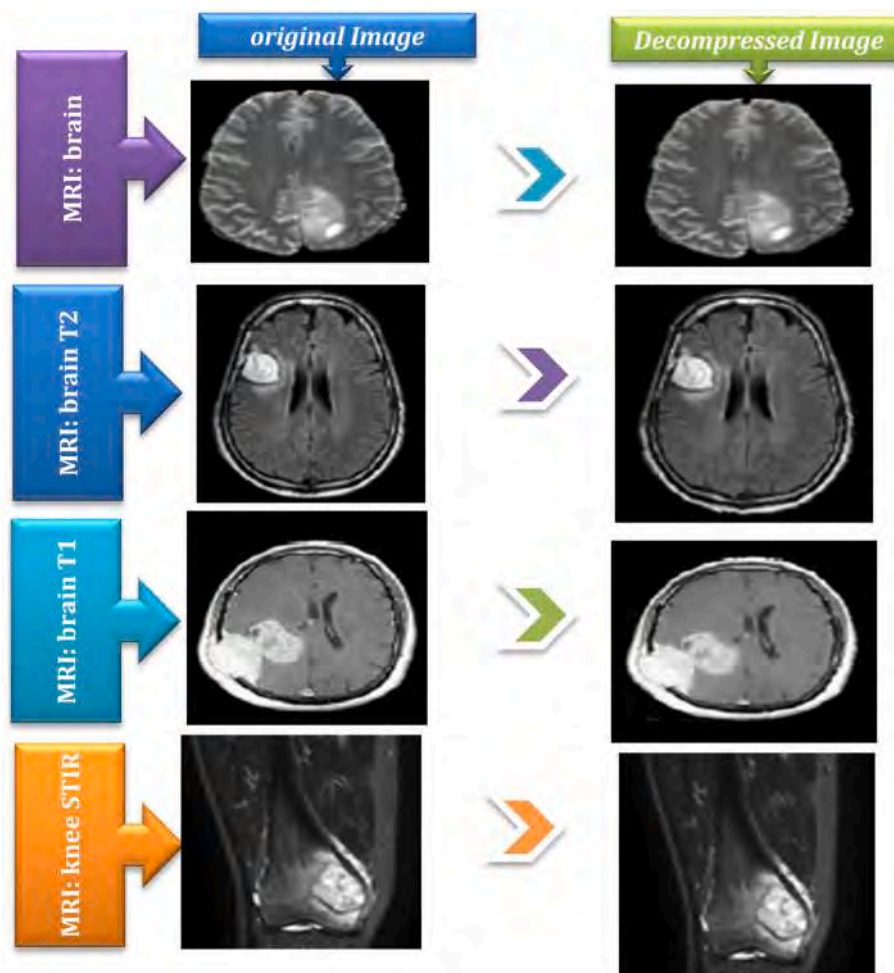 original Image
Decompressed Image
MRI: brain
MRI: brain T2
MRI: brain T1
MRI: knee STIR